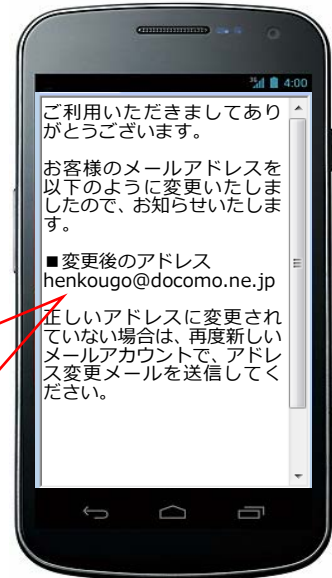 3G 4:00
ご利用いただきましてあり
がとうございます。
お客様のメールアドレスを
以下のように変更いたしま
したので、お知らせいたしま
す。
■変更後のアドレス
henkougo@docomo.ne.jp
正しいアドレスに変更され
ていない場合は、再度新しい
メールアカウントで、アドレ
ス変更メールを送信してく
ださい。